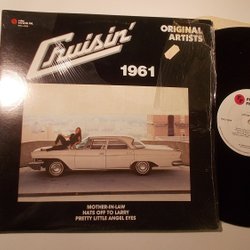 Cruisin'
ORIGINAL
ARTISTS
1961
MOTHER-IN-LAW
HATS OFF TO LARRY
PRETTY LITTLE ANGEL EYES